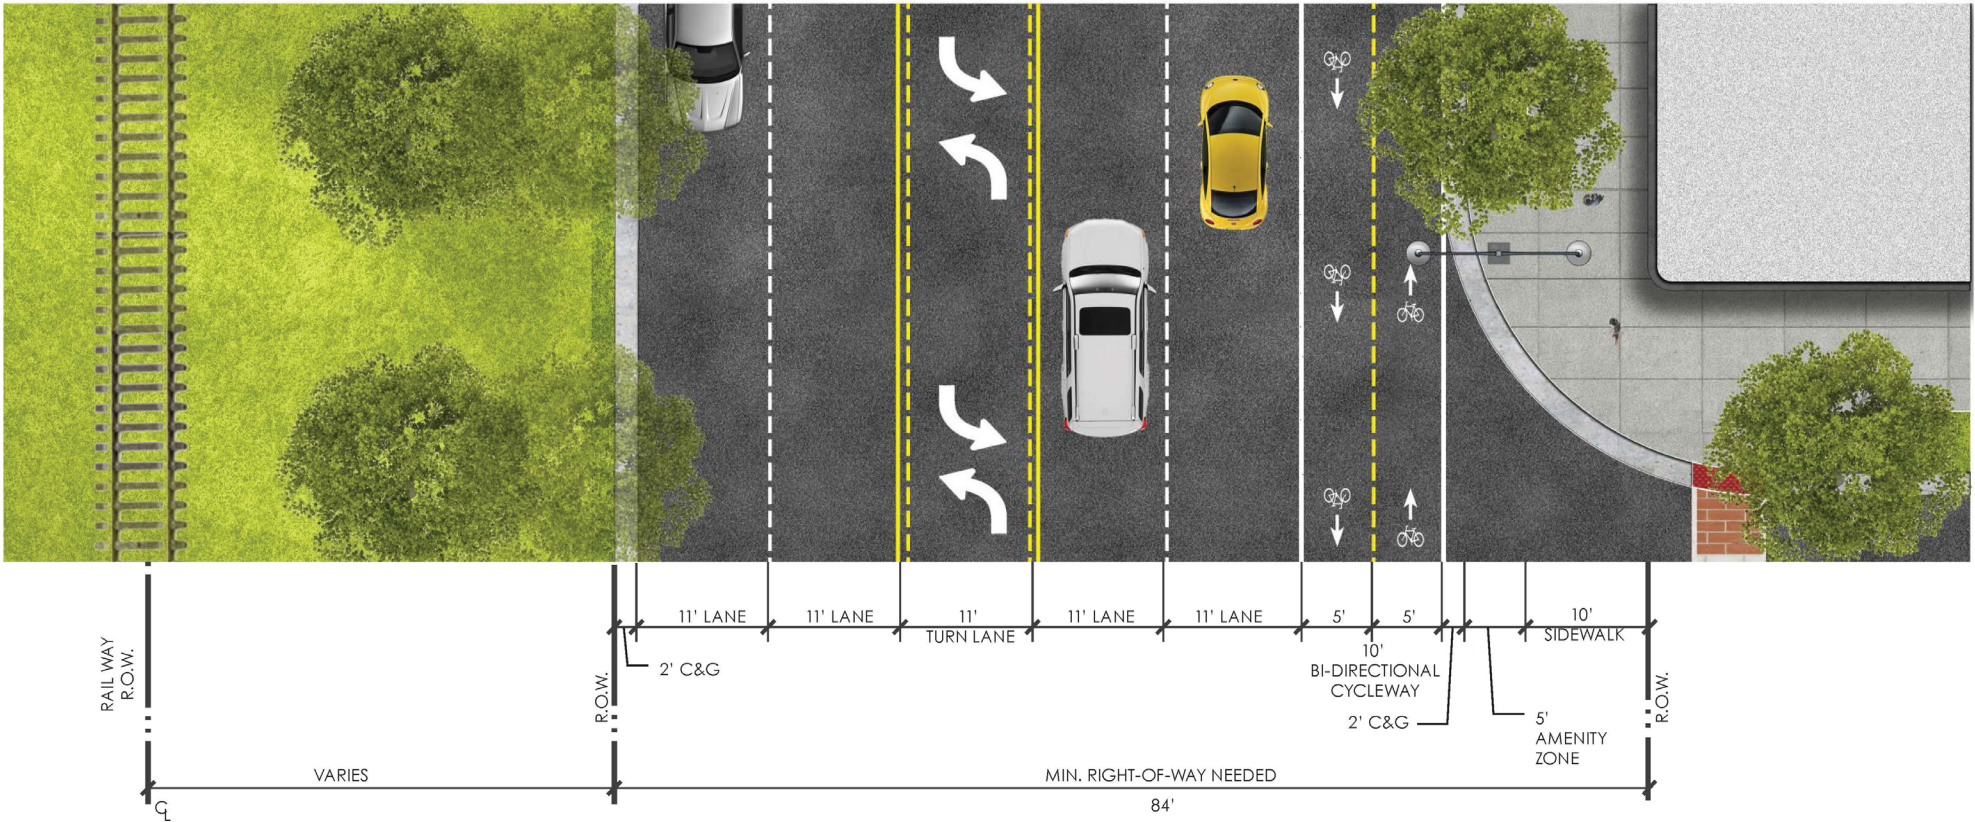 11' LANE
11' LANE
11'
TURN LANE
11' LANE
11' LANE
5'
5'
10'
BI-DIRECTIONAL
CYCLEWAY
10'
SIDEWALK
2' C&G
2' C&G
5'
AMENITY
ZONE
RAIL WAY
R.O.W.
R.O.W.
R.O.W.
VARIES
MIN. RIGHT-OF-WAY NEEDED
84'
CL